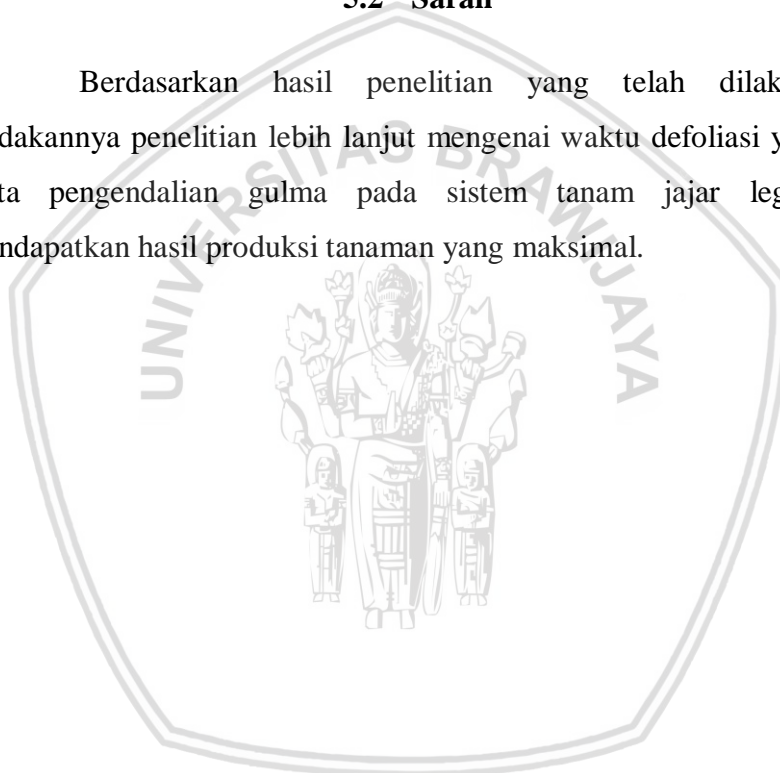 5.2 Saran
Berdasarkan hasil penelitian yang telah dilak
dakannya penelitian lebih lanjut mengenai waktu defoliasi y
ta pengendalian gulma pada sistem tanam jajar leg
ndapatkan hasil produksi tanaman yang maksimal.
UNIVERSITAS BRAWIJAYA